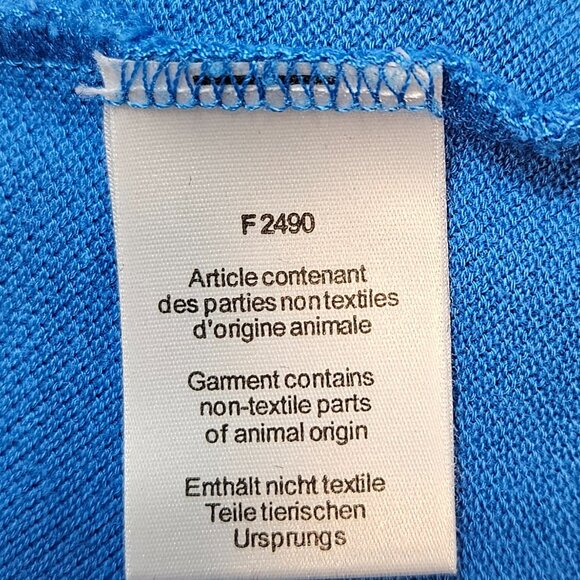 F 2490
Article contenant
des parties non textiles
d'origine animale
Garment contains
non-textile parts
of animal origin
Enthält nicht textile
Teile tierischen
Ursprungs